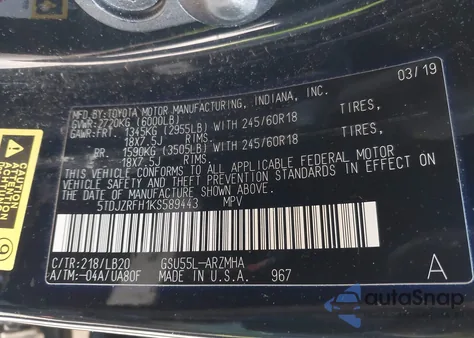 MFD.BY:TOYOTA MOTOR MANUFACTURING, INDIANA, INC. 03/19
GVWR:2720KG (6000LB)
GAWR:FRT. 1345KG (2955LB) WITH 245/60R18 TIRES,
18X7.5J RIMS.
RR. 1590KG (3505LB) WITH 245/60R18 TIRES,
18X7.5J RIMS.
THIS VEHICLE CONFORMS TO ALL APPLICABLE FEDERAL MOTOR
VEHICLE SAFETY STANDARDS IN EFFECT ON
THE DATE OF MANUFACTURE SHOWN ABOVE.
5TDJZRFH1KS589443 MPV
C/TR:218/LB20 GSU55L-ARZMHA
A/TM:-04A/UA80F MADE IN U.S.A. 967 A
ATTENTION
autoSnap